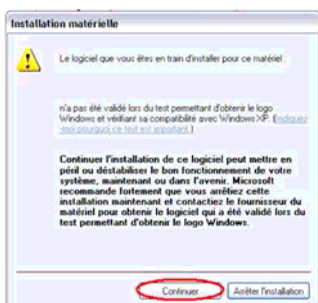 Installation matérielle
Le logiciel que vous êtes en train d'installer pour ce matériel :
n'a pas été validé lors du test permettant d'obtenir le logo
Windows et vérifiant sa compatibilité avec Windows XP. (Indiquez
-moi pourquoi ce test est important.)
Continuer l'installation de ce logiciel peut mettre en
péril ou déstabiliser le bon fonctionnement de votre
système, maintenant ou dans l'avenir. Microsoft
recommande fortement que vous arrêtiez cette
installation maintenant et contactiez le fournisseur du
matériel pour obtenir le logiciel qui a été validé lors du
test permettant d'obtenir le logo Windows.
Continuer
Arrêter l'installation